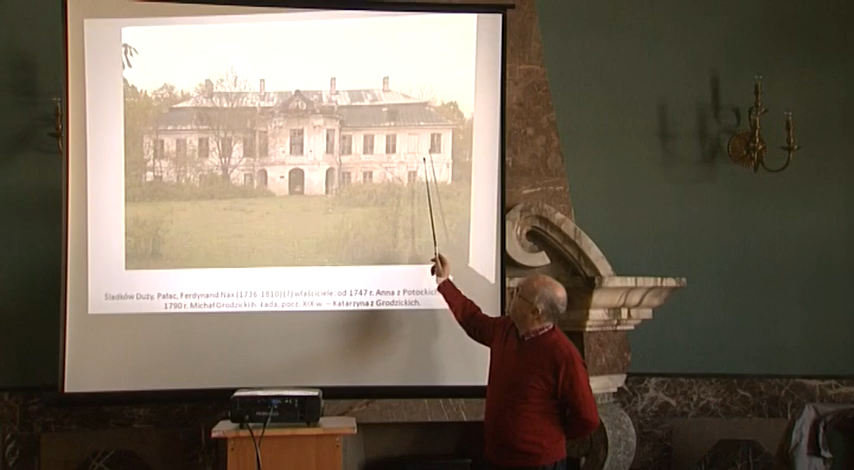 Śladków Duży, Pałac, Ferdynand Nax (1736-1810)(?) właściciele: od 1747 r. Anna z Potockich
1790 r. Michał Grodzicki h. Łada, pocz. XIX w. – Katarzyna z Grodzickich.